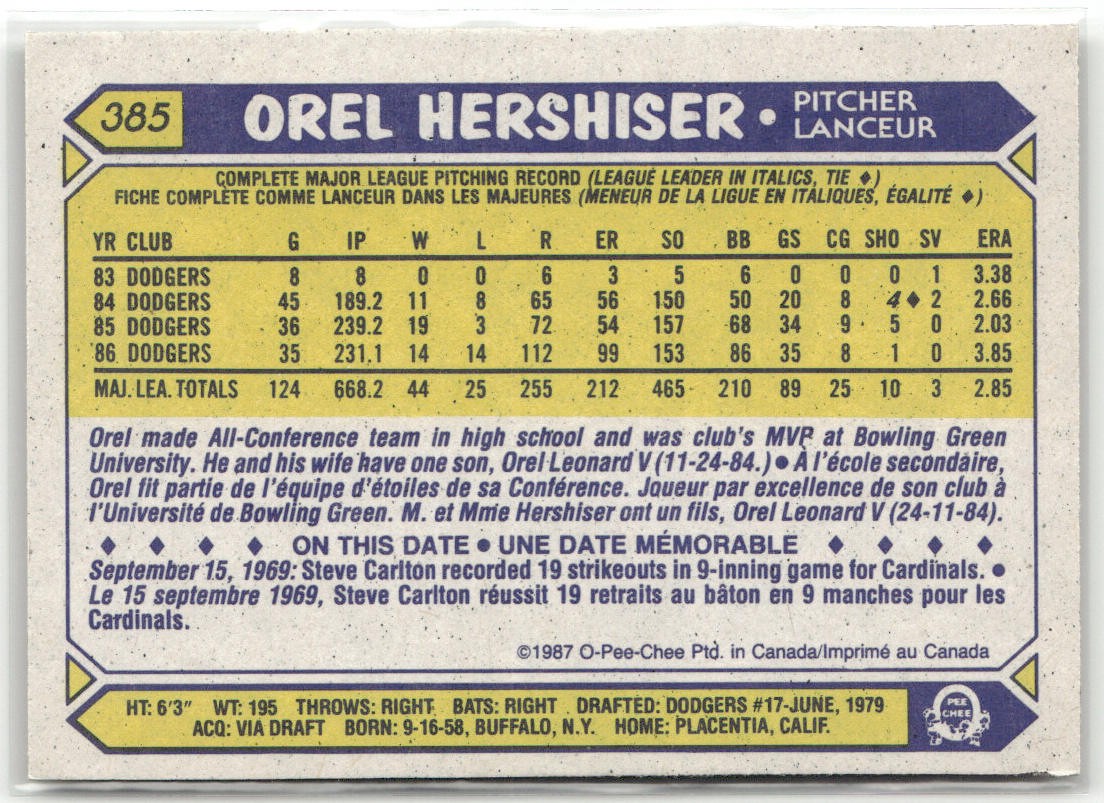 385 OREL HERSHISER • PITCHER
LANCEUR
COMPLETE MAJOR LEAGUE PITCHING RECORD (LEAGUE LEADER IN ITALICS, TIE ♦)
FICHE COMPLÈTE COMME LANCEUR DANS LES MAJEURES (MENEUR DE LA LIGUE EN ITALIQUES, ÉGALITÉ ♦)
YR CLUB G IP W L R ER SO BB GS CG SHO SV ERA
83 DODGERS 8 8 0 0 6 3 5 6 0 0 0 1 3.38
84 DODGERS 45 189.2 11 8 65 56 150 50 20 8 4♦ 2 2.66
85 DODGERS 36 239.2 19 3 72 54 157 68 34 9 5 0 2.03
86 DODGERS 35 231.1 14 14 112 99 153 86 35 8 1 0 3.85
MAJ. LEA. TOTALS 124 668.2 44 25 255 212 465 210 89 25 10 3 2.85
Orel made All-Conference team in high school and was club's MVP at Bowling Green
University. He and his wife have one son, Orel Leonard V (11-24-84.) • À l'école secondaire,
Orel fit partie de l'équipe d'étoiles de sa Conférence. Joueur par excellence de son club à
l'Université de Bowling Green. M. et Mme Hershiser ont un fils, Orel Leonard V (24-11-84).
♦ ♦ ♦ ♦ ON THIS DATE • UNE DATE MÉMORABLE ♦ ♦ ♦ ♦
September 15, 1969: Steve Carlton recorded 19 strikeouts in 9-inning game for Cardinals. •
Le 15 septembre 1969, Steve Carlton réussit 19 retraits au bâton en 9 manches pour les
Cardinals.
©1987 O-Pee-Chee Ptd. in Canada/Imprimé au Canada
HT: 6'3" WT: 195 THROWS: RIGHT BATS: RIGHT DRAFTED: DODGERS #17-JUNE, 1979
ACQ: VIA DRAFT BORN: 9-16-58, BUFFALO, N.Y. HOME: PLACENTIA, CALIF.
PEE
CHEE